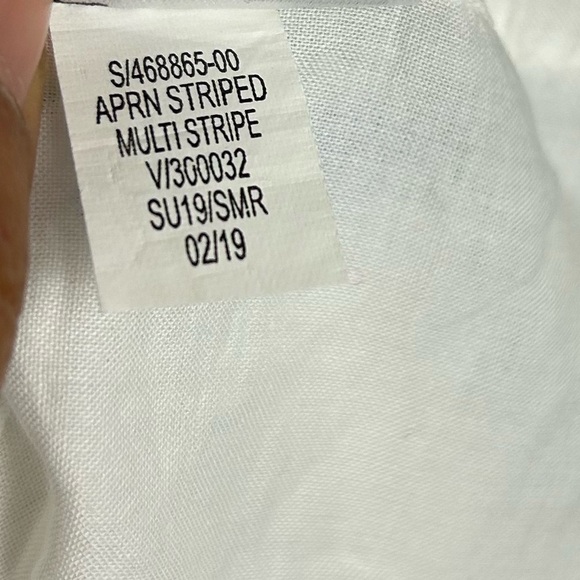 S/468865-00
APRN STRIPED
MULTI STRIPE
V/300032
SU19/SMR
02/19